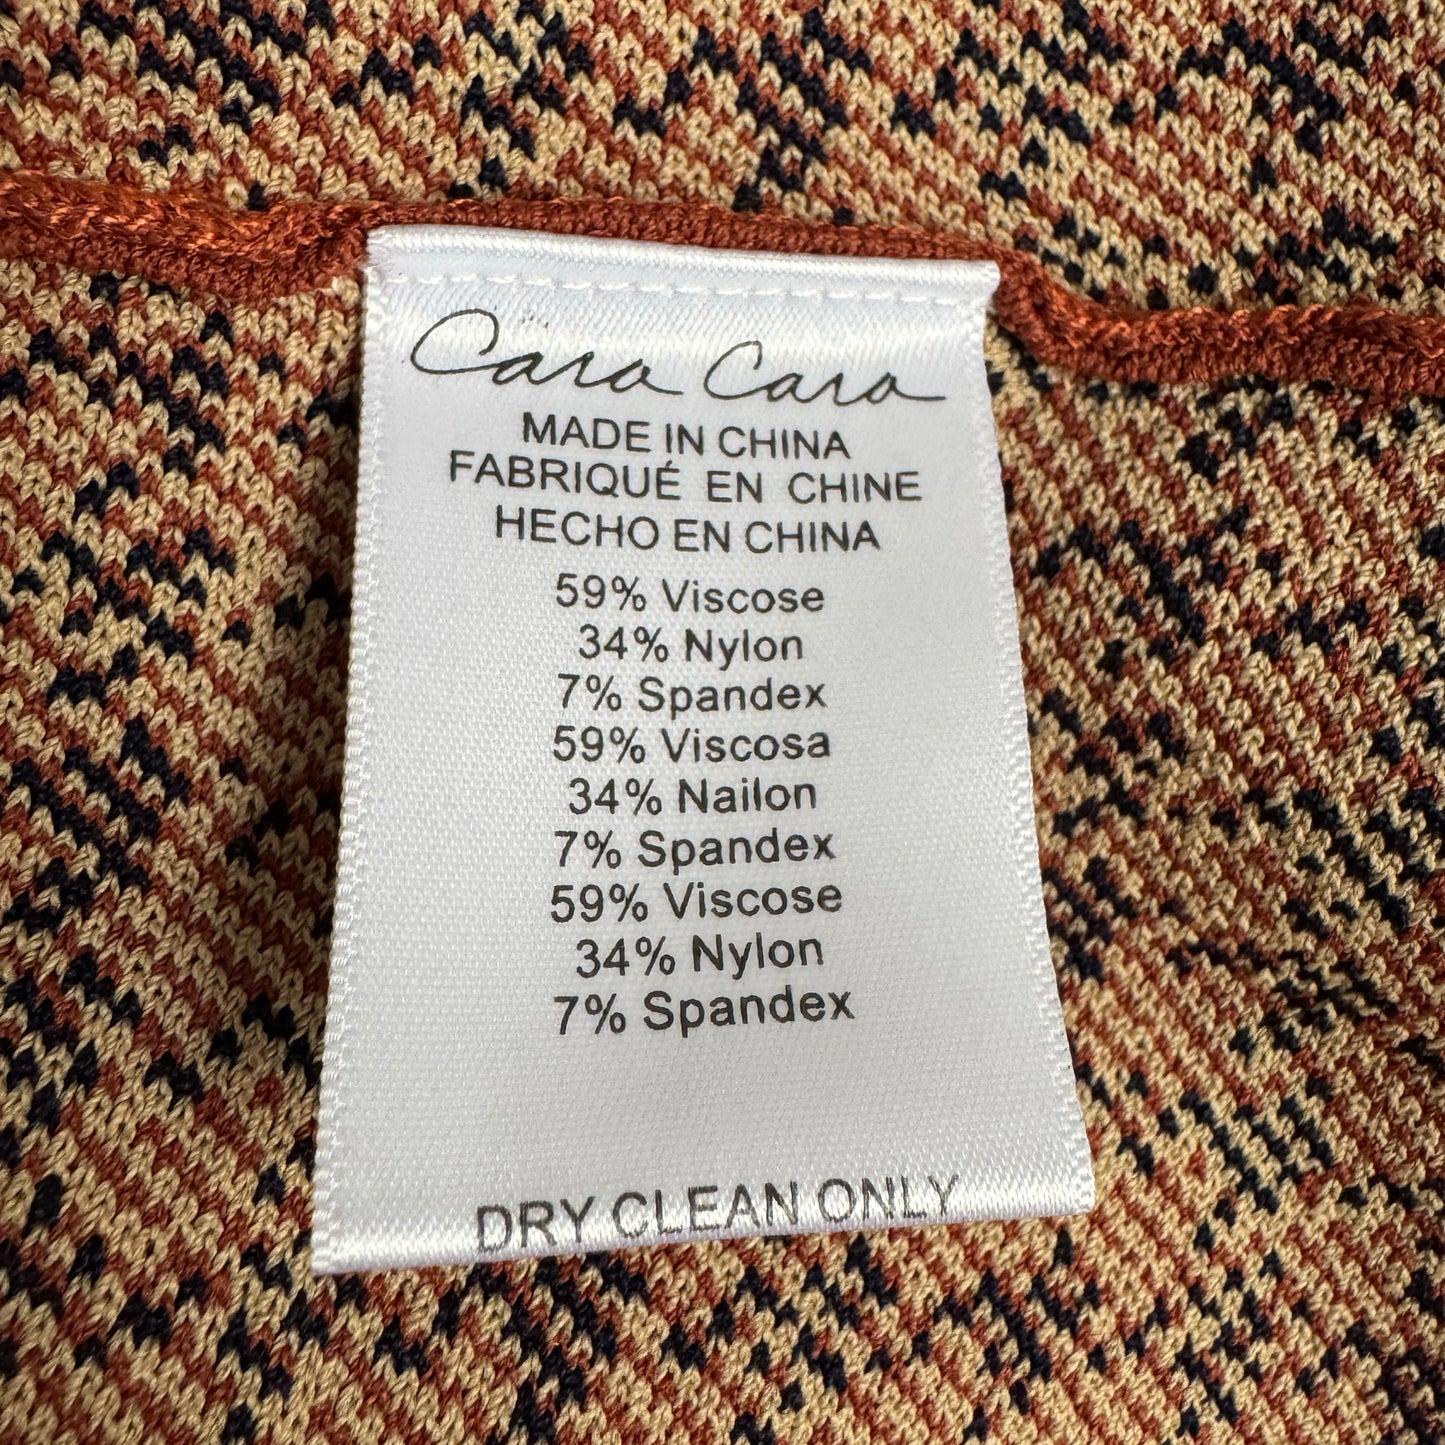 Cara Cara
MADE IN CHINA
FABRIQUÉ EN CHINE
HECHO EN CHINA
59% Viscose
34% Nylon
7% Spandex
59% Viscosa
34% Nailon
7% Spandex
59% Viscose
34% Nylon
7% Spandex
DRY CLEAN ONLY